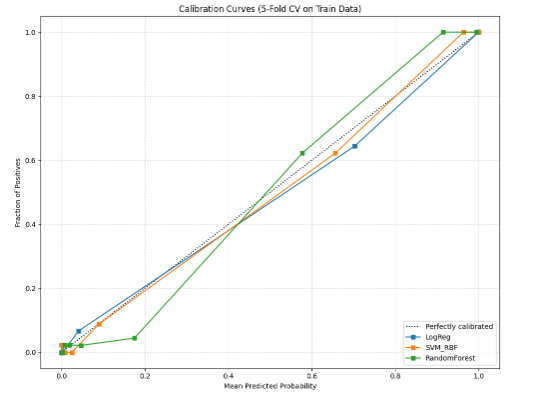 Calibration Curves (5-Fold CV on Train Data)
1.0
0.8
0.6
0.4
0.2
0.0
Fraction of Positives
0.0 0.2 0.4 0.6 0.8 1.0
Mean Predicted Probability
Perfectly calibrated
LogReg
SVM_RBF
RandomForest